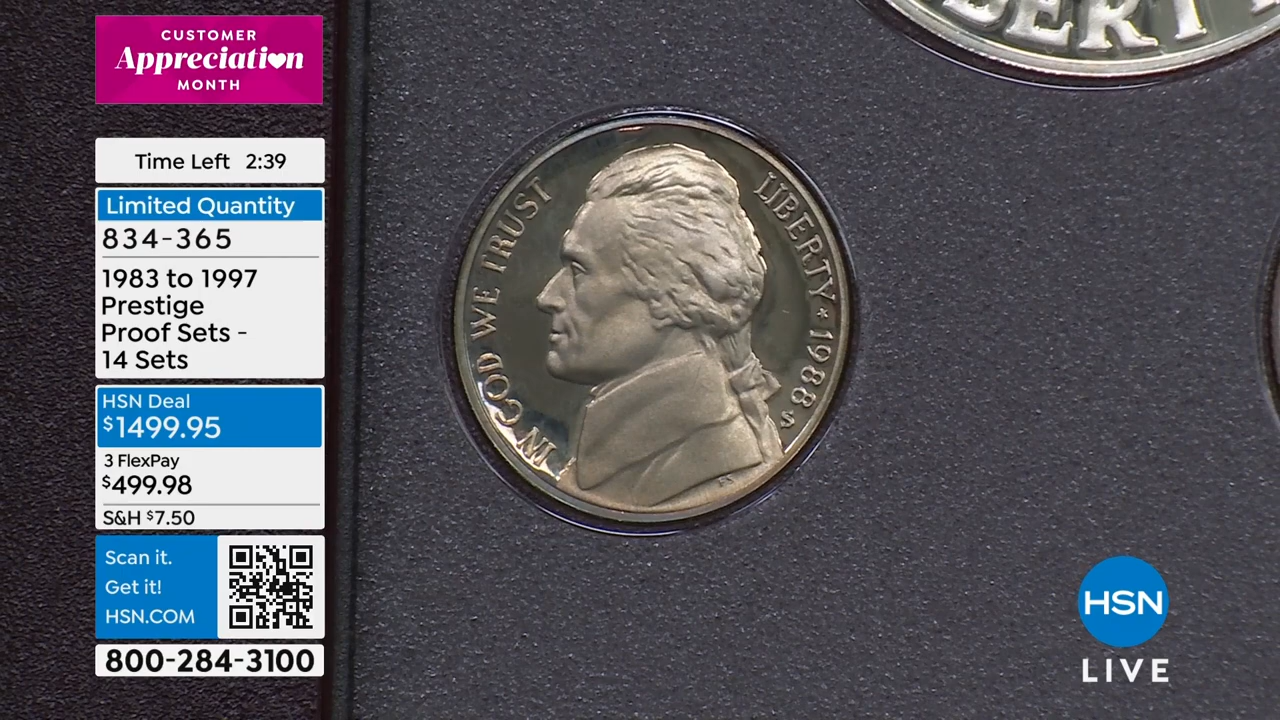 CUSTOMER
Appreciation
MONTH
Time Left 2:39
Limited Quantity
834-365
1983 to 1997
Prestige
Proof Sets -
14 Sets
HSN Deal
$1499.95
3 FlexPay
$499.98
S&H $7.50
Scan it.
Get it!
HSN.COM
800-284-3100
IN GOD WE TRUST
LIBERTY * 1988
S
FS
HSN
LIVE